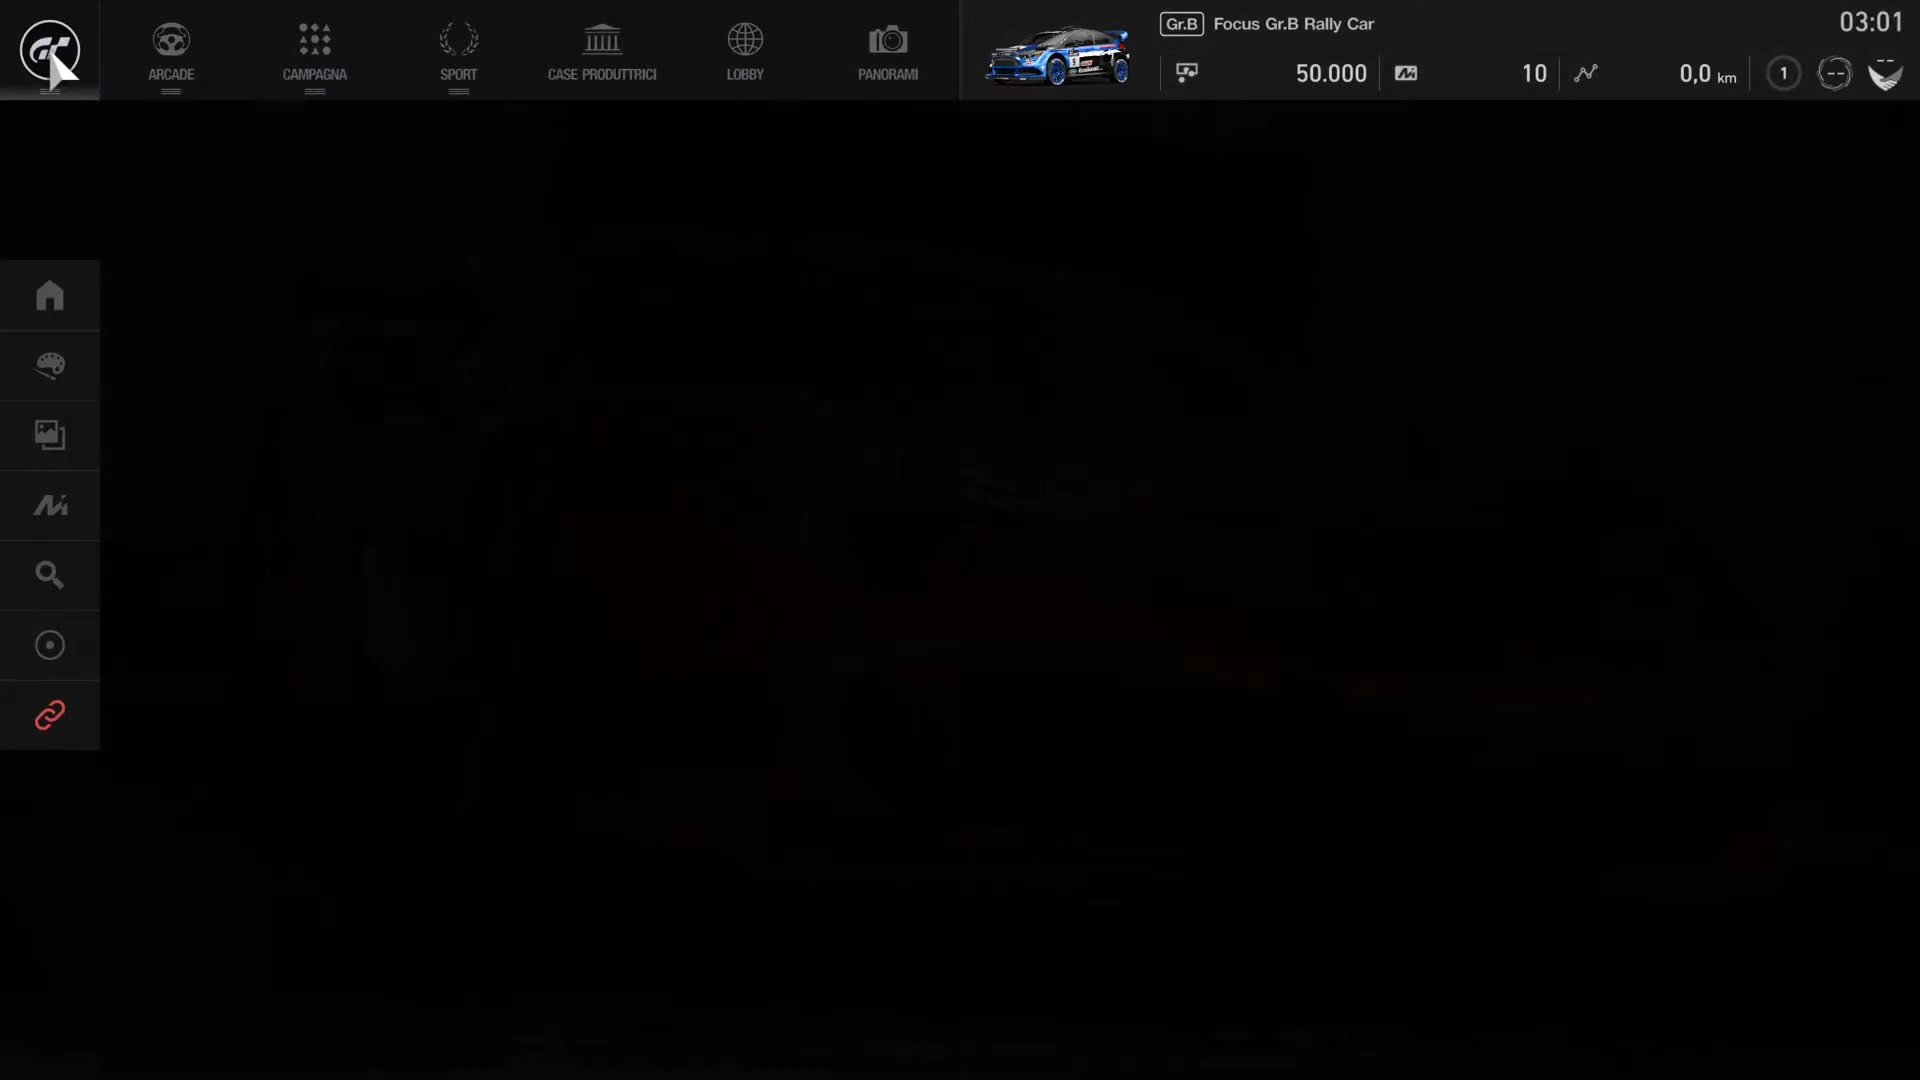 ARCADE
CAMPAGNA
SPORT
CASE PRODUTTRICI
LOBBY
PANORAMI
Gr.B Focus Gr.B Rally Car
03:01
50.000
10
0,0 km
1
--
--